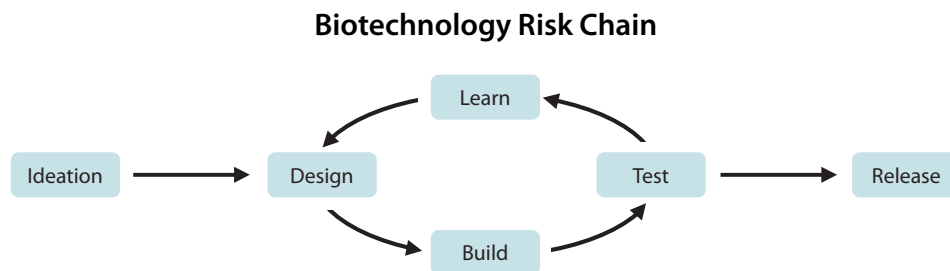 Biotechnology Risk Chain
Learn
Ideation
Design
Test
Release
Build